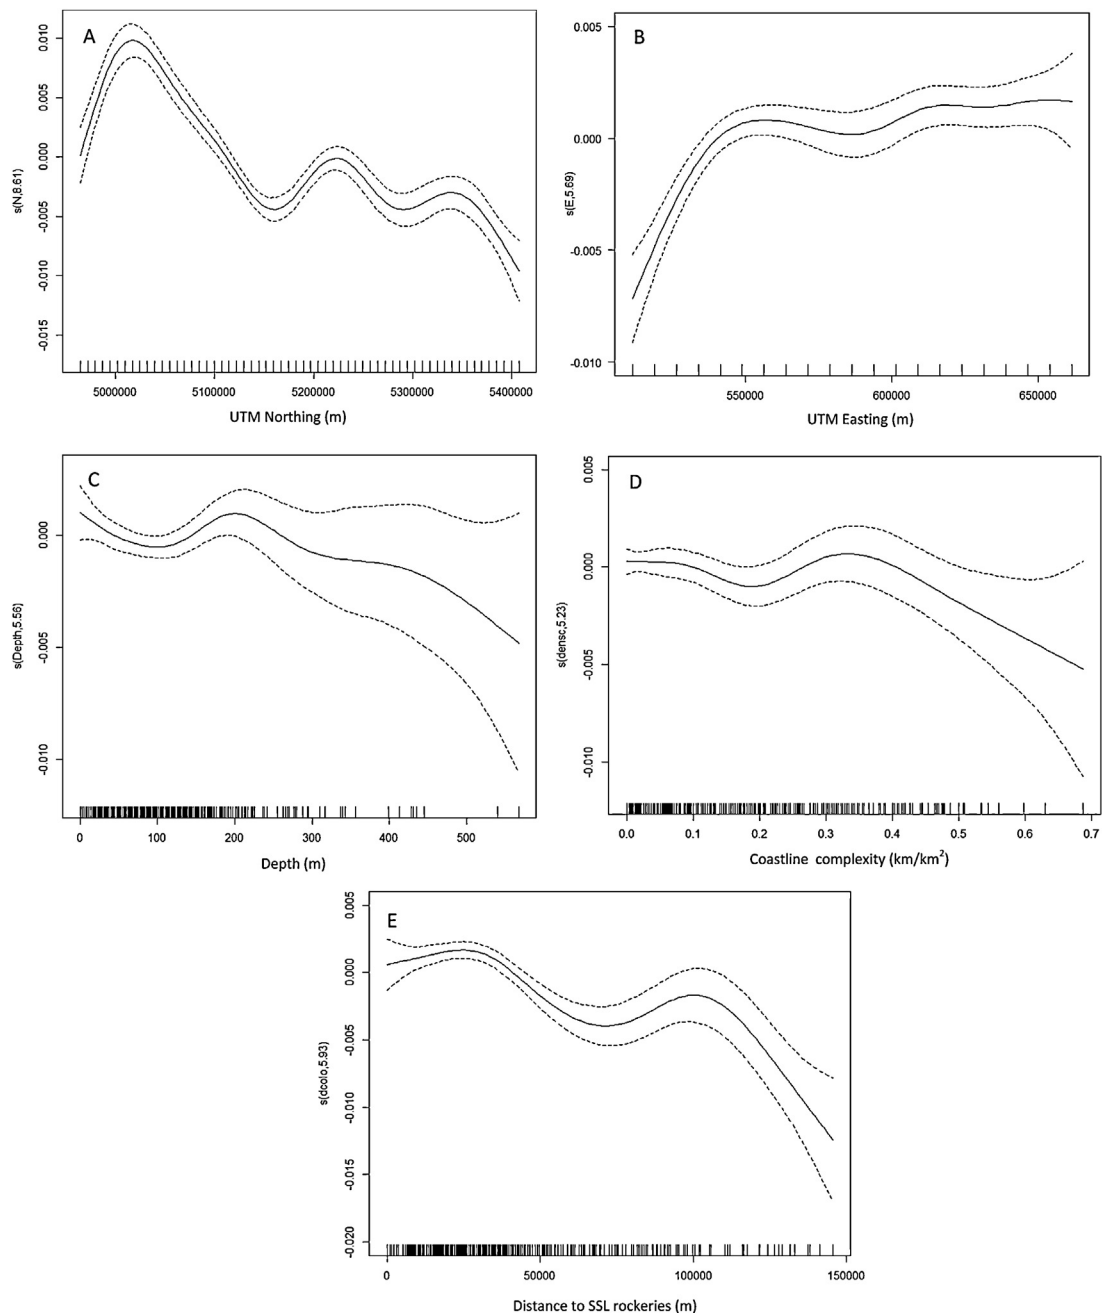 A
0.010
0.005
0.000
-0.005
-0.010
-0.015
s(N,8.61)
5000000 5100000 5200000 5300000 5400000
UTM Northing (m)
B
0.005
0.000
-0.005
-0.010
s(E,5.69)
550000 600000 650000
UTM Easting (m)
C
0.000
-0.005
-0.010
s(Depth,5.56)
0 100 200 300 400 500
Depth (m)
D
0.005
0.000
-0.005
-0.010
s(densc,5.23)
0.0 0.1 0.2 0.3 0.4 0.5 0.6 0.7
Coastline complexity (km/km²)
E
0.005
0.000
-0.005
-0.010
-0.015
-0.020
s(dcolo,5.93)
0 50000 100000 150000
Distance to SSL rockeries (m)